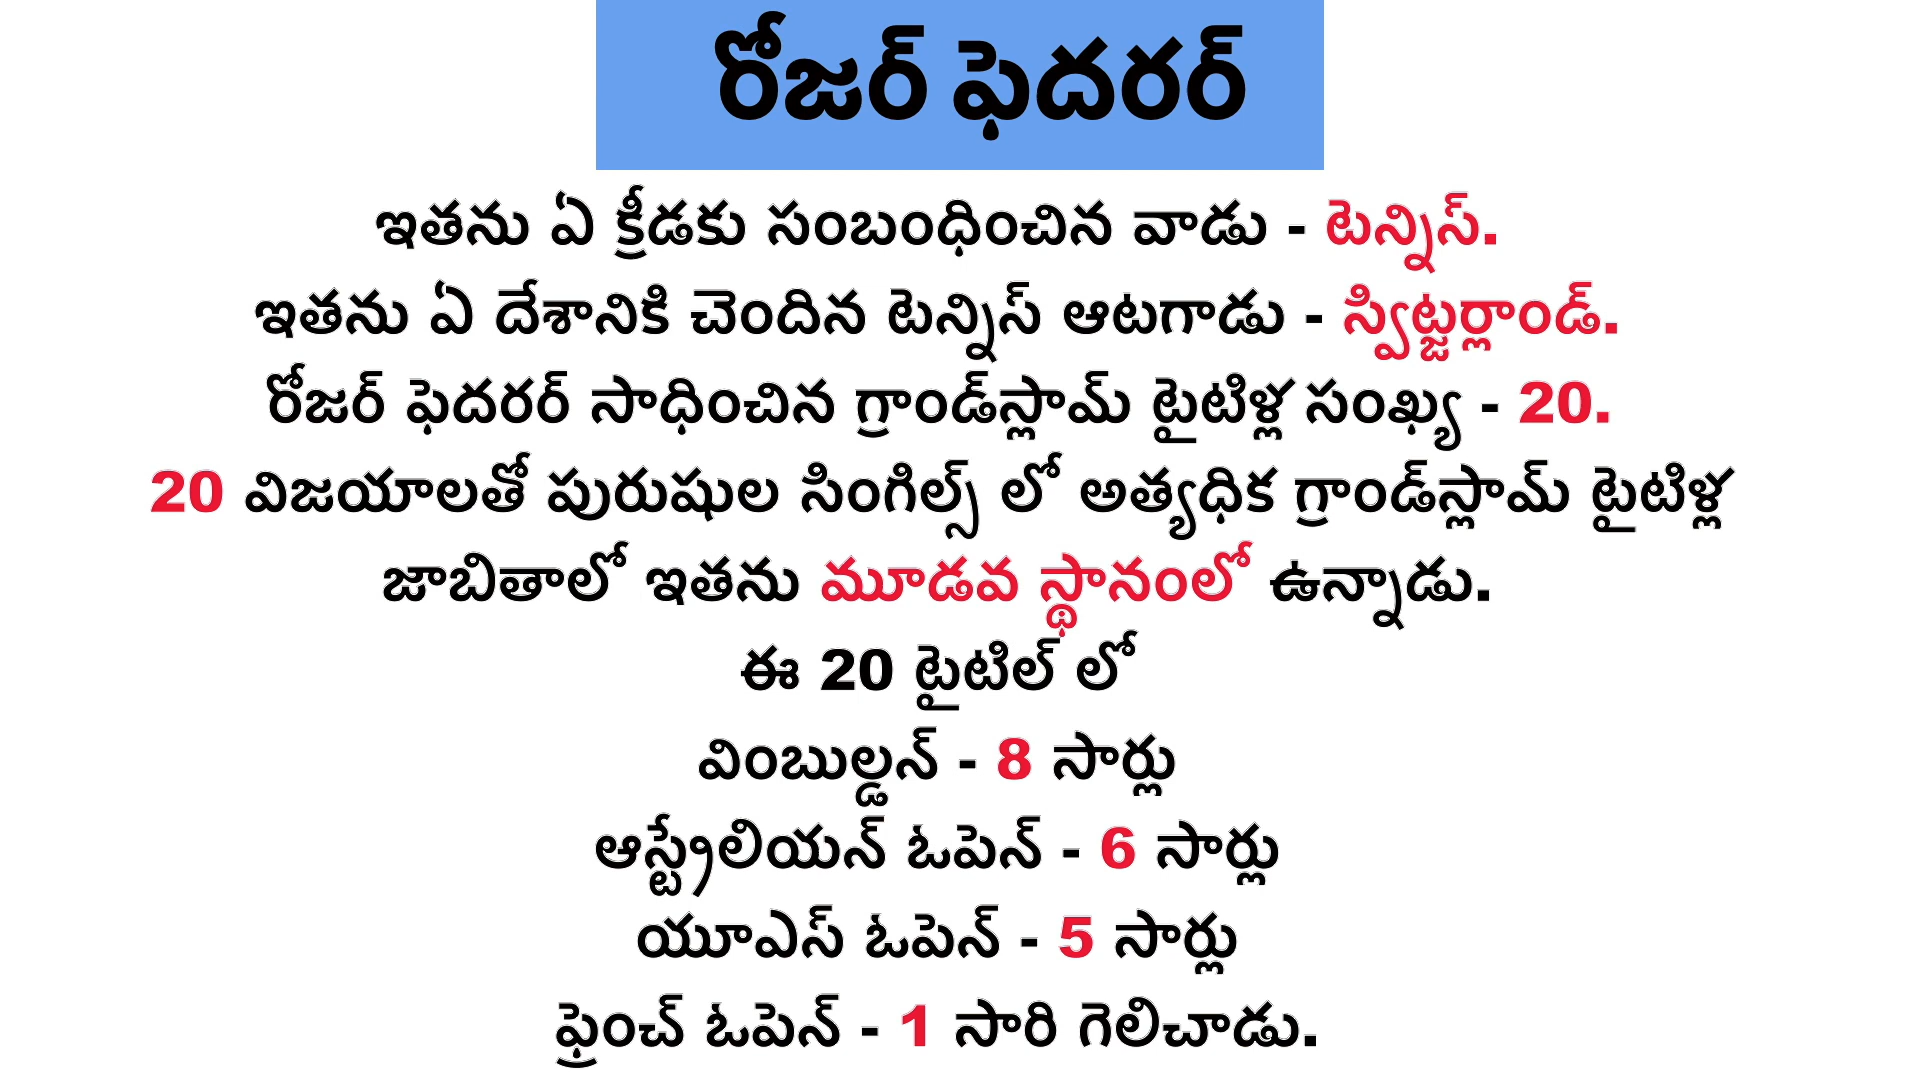 రోజర్ ఫెదరర్
ఇతను ఏ క్రీడకు సంబంధించిన వాడు - టెన్నిస్.
ఇతను ఏ దేశానికి చెందిన టెన్నిస్ ఆటగాడు - స్విట్జర్లాండ్.
రోజర్ ఫెదరర్ సాధించిన గ్రాండ్‌స్లామ్ టైటిళ్ల సంఖ్య - 20.
20 విజయాలతో పురుషుల సింగిల్స్ లో అత్యధిక గ్రాండ్‌స్లామ్ టైటిళ్ల
జాబితాలో ఇతను మూడవ స్థానంలో ఉన్నాడు.
ఈ 20 టైటిల్ లో
వింబుల్డన్ - 8 సార్లు
ఆస్ట్రేలియన్ ఓపెన్ - 6 సార్లు
యూఎస్ ఓపెన్ - 5 సార్లు
ఫ్రెంచ్ ఓపెన్ - 1 సారి గెలిచాడు.